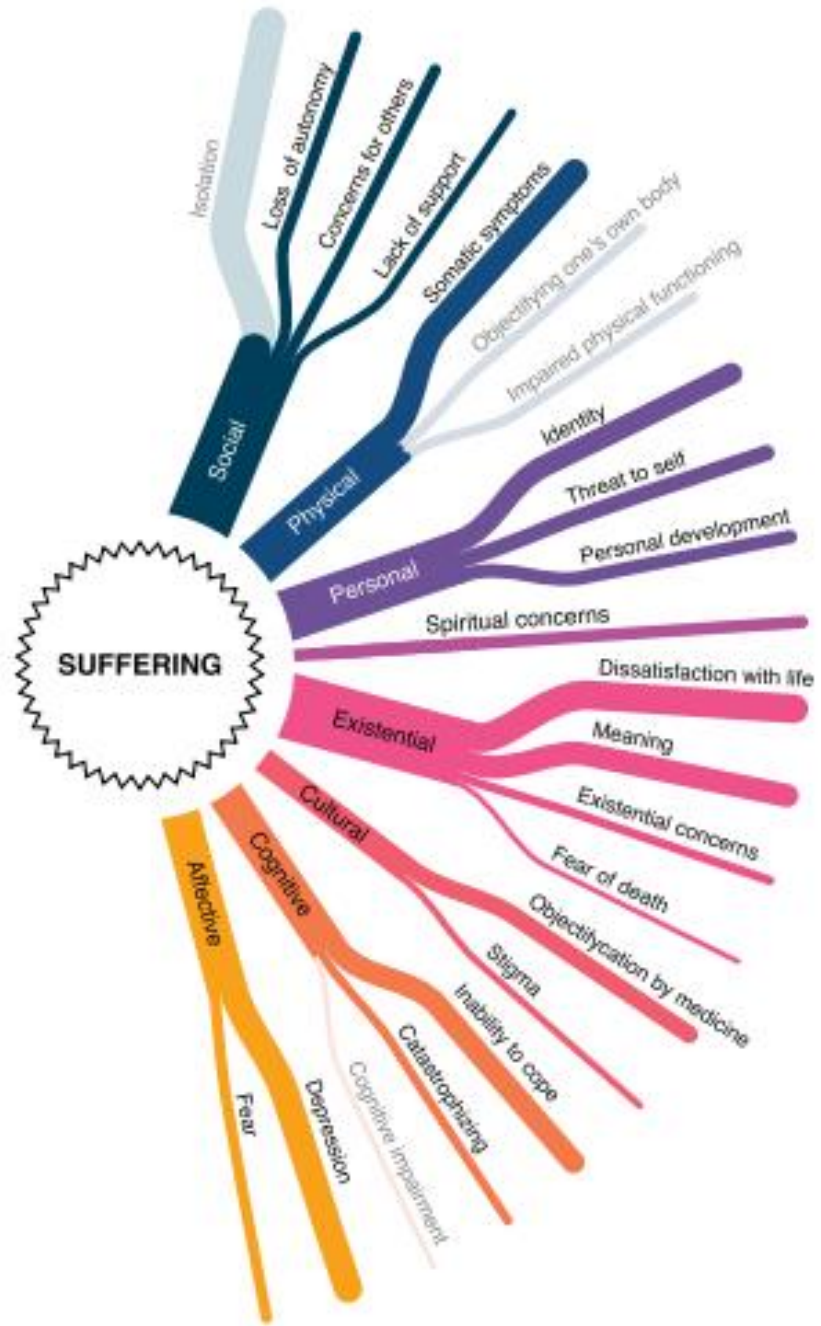 Isolation
Loss of autonomy
Concerns for others
Lack of support
Social
Somatic symptoms
Objectifying one's own body
Impaired physical functioning
Physical
Identity
Threat to self
Personal development
Personal
Spiritual concerns
SUFFERING
Dissatisfaction with life
Meaning
Existential
Existential concerns
Fear of death
Cultural
Objectifycation by medicine
Stigma
Cognitive
Inability to cope
Cataestrophizing
Cognitive impairment
Affective
Depression
Fear